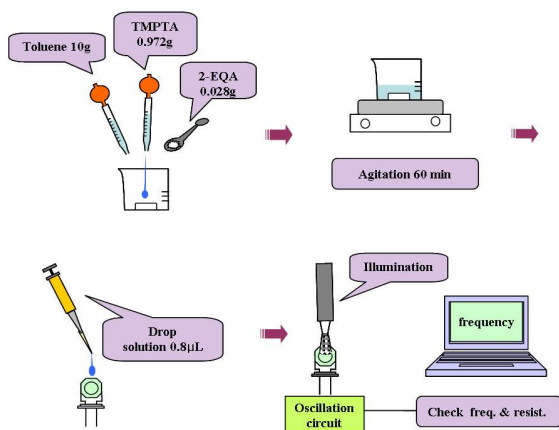 Toluene 10g
TMPTA
0.972g
2-EQA
0.028g
Agitation 60 min
Drop
solution 0.8µL
Illumination
frequency
Oscillation
circuit
Check freq. & resist.